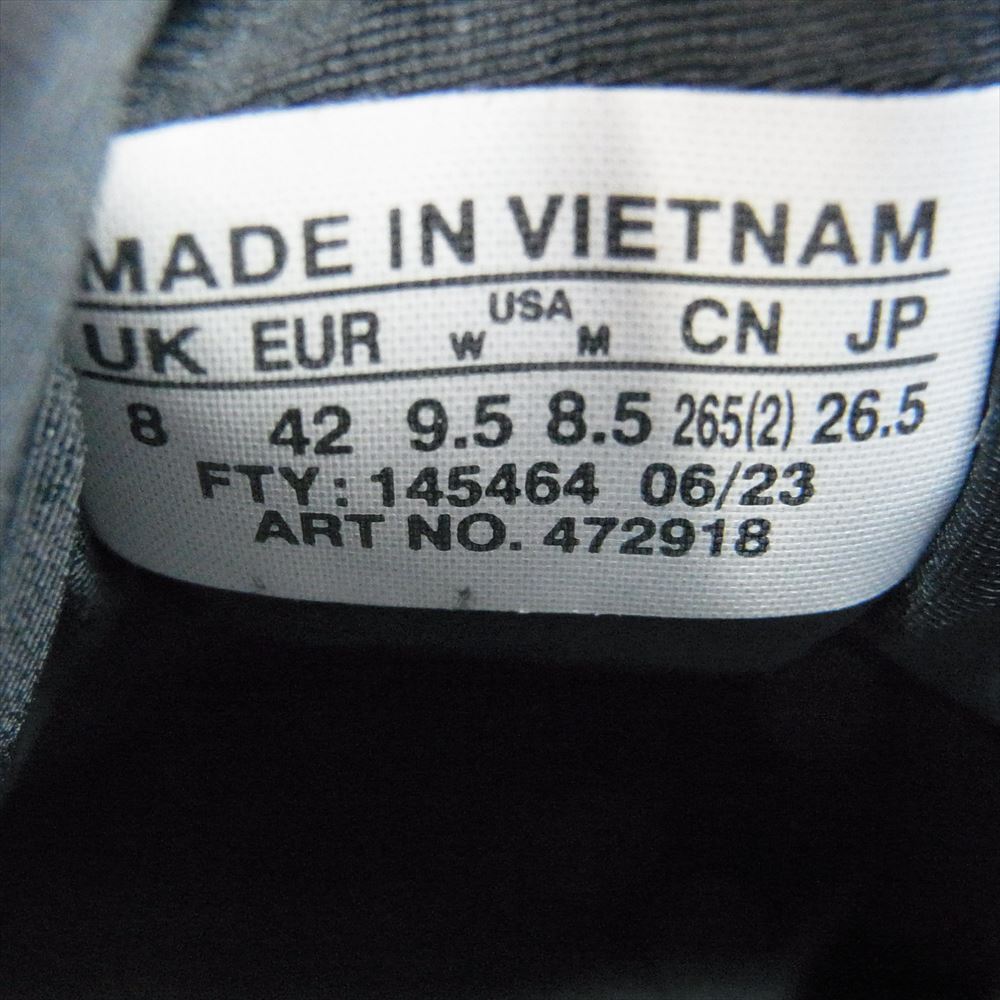 MADE IN VIETNAM
UK EUR USA W M CN JP
8 42 9.5 8.5 265(2) 26.5
FTY: 145464 06/23
ART NO. 472918